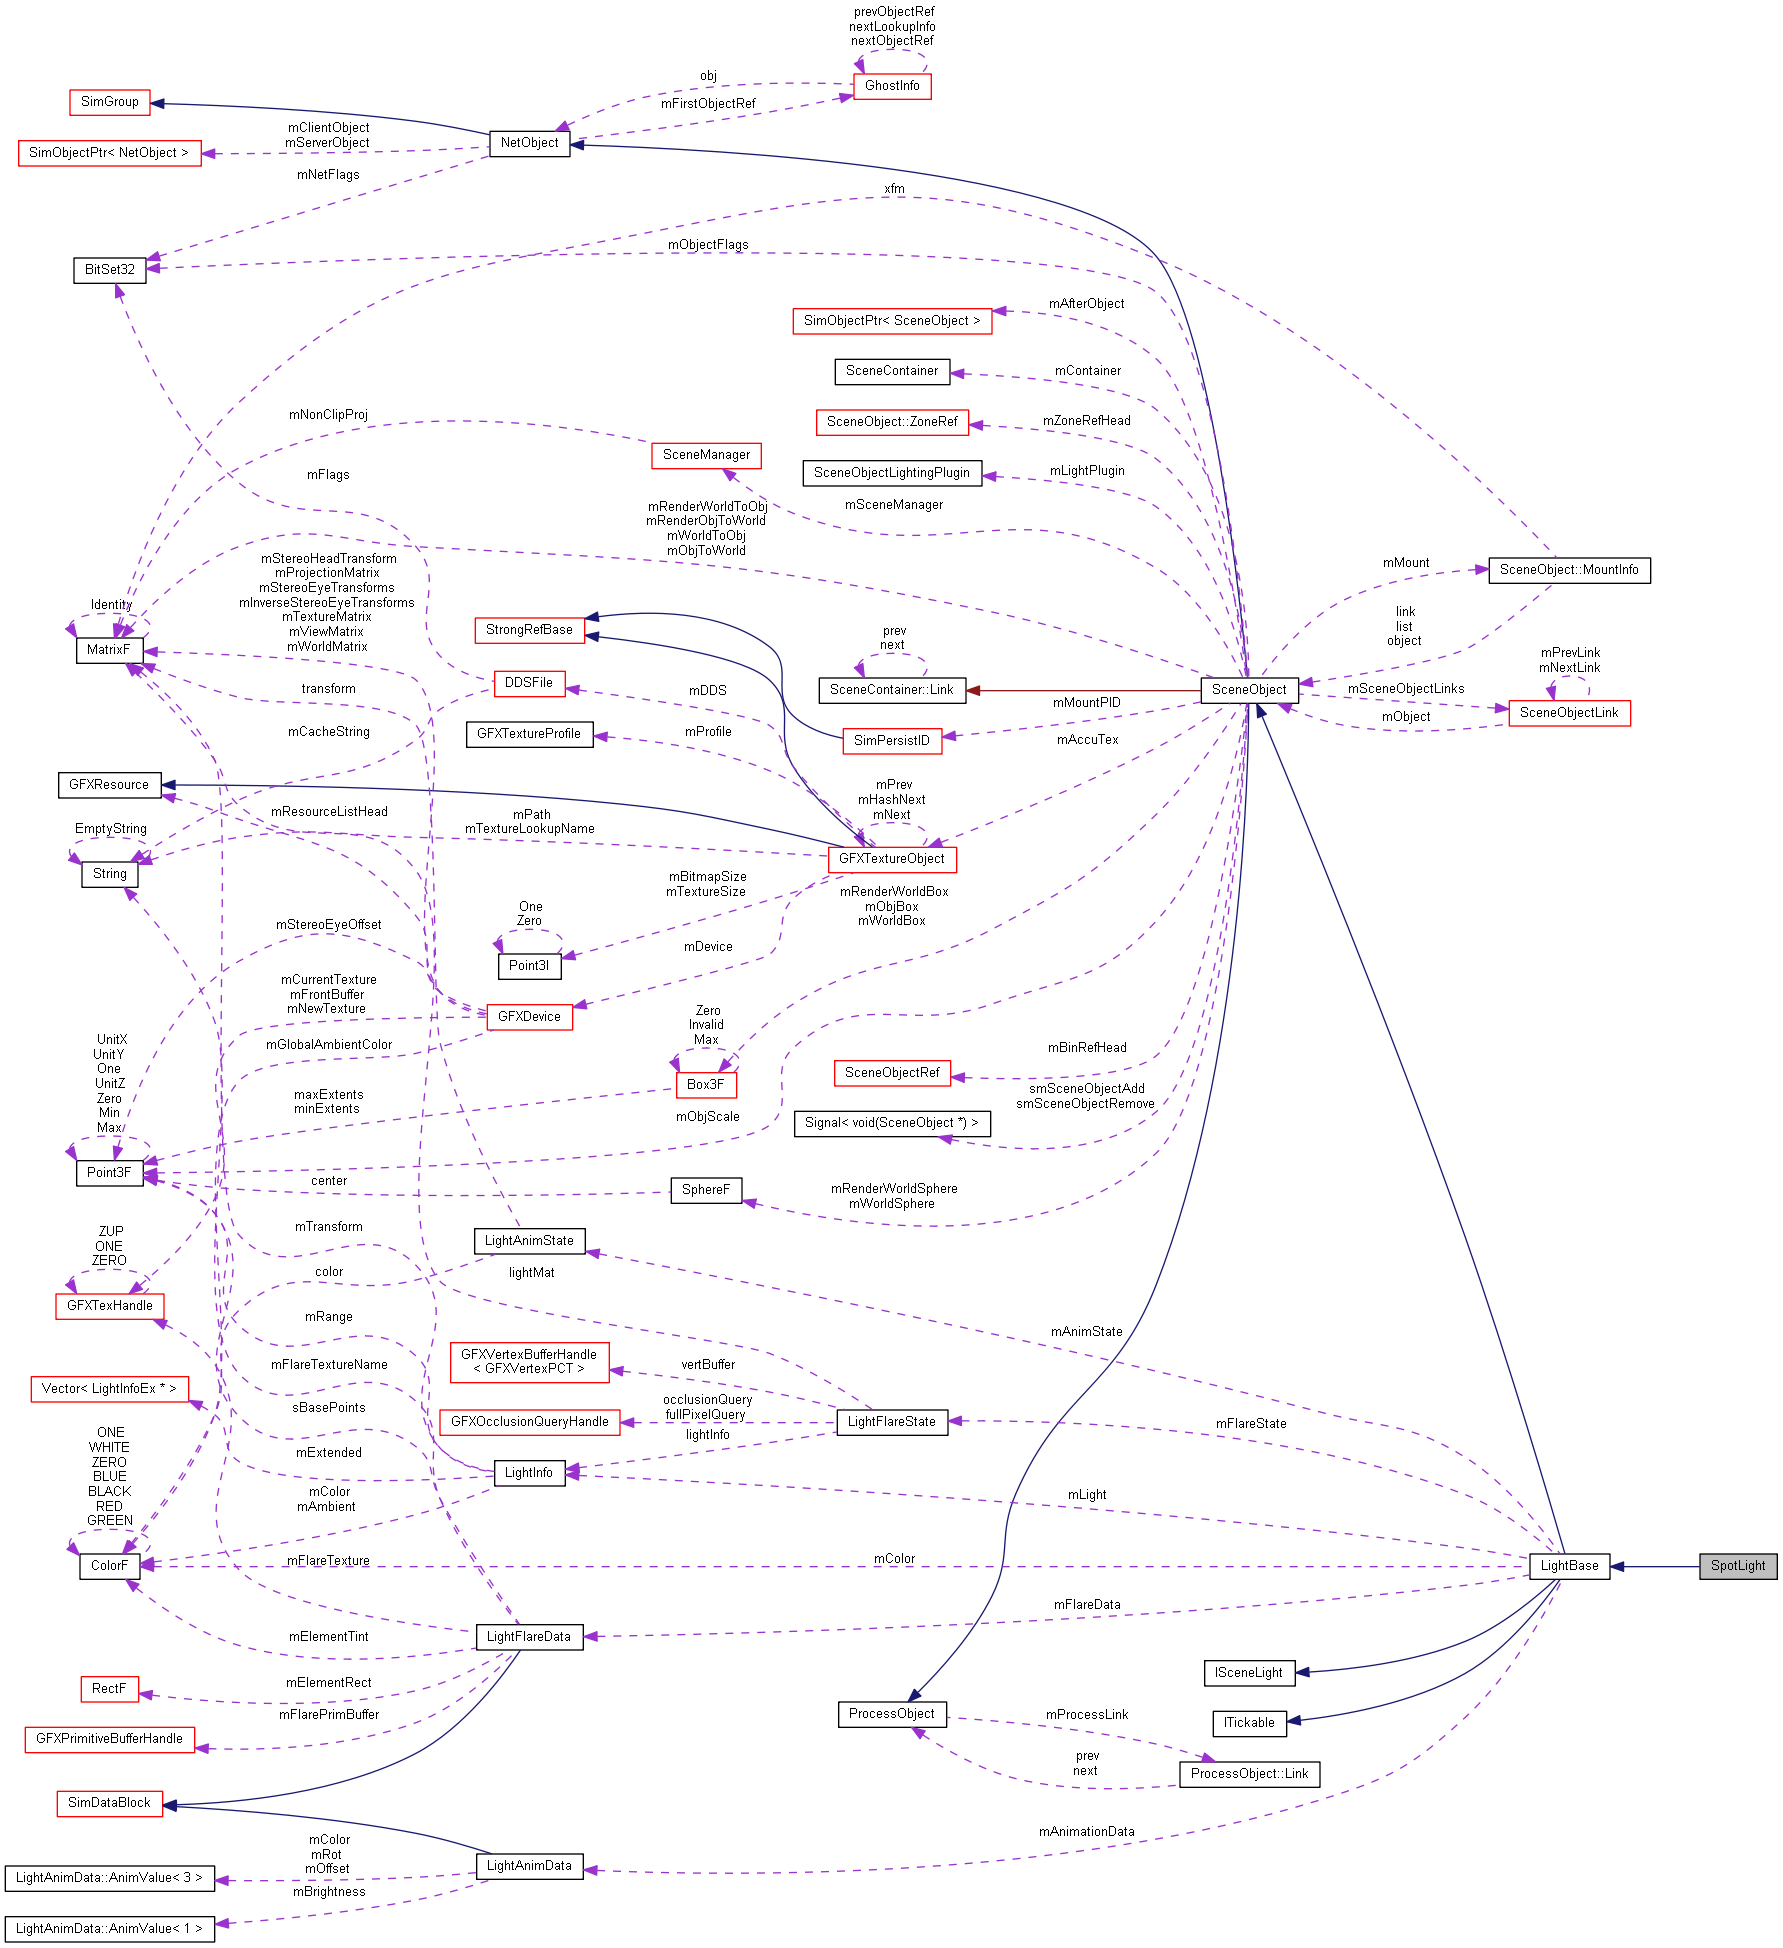 prevObjectRef
nextLookupInfo
nextObjectRef
obj
GhostInfo
SimGroup
mFirstObjectRef
mClientObject
mServerObject
NetObject
SimObjectPtr< NetObject >
mNetFlags
xfm
mObjectFlags
BitSet32
mAfterObject
SimObjectPtr< SceneObject >
mContainer
SceneContainer
mNonClipProj
mZoneRefHead
SceneObject::ZoneRef
SceneManager
mFlags
mLightPlugin
SceneObjectLightingPlugin
mSceneManager
mRenderWorldToObj
mRenderObjToWorld
mWorldToObj
mObjToWorld
mStereoHeadTransform
mProjectionMatrix
mStereoEyeTransforms
mInverseStereoEyeTransforms
mTextureMatrix
mViewMatrix
mWorldMatrix
mMount
SceneObject::MountInfo
Identity
MatrixF
link
list
object
StrongRefBase
prev
next
mPrevLink
mNextLink
transform
DDSFile
mDDS
SceneContainer::Link
SceneObject
mSceneObjectLinks
SceneObjectLink
mObject
mMountPID
mCacheString
GFXTextureProfile
mProfile
SimPersistID
mAccuTex
GFXResource
mPrev
mHashNext
mNext
mResourceListHead
mPath
mTextureLookupName
EmptyString
String
GFXTextureObject
mBitmapSize
mTextureSize
mRenderWorldBox
mObjBox
mWorldBox
One
Zero
mStereoEyeOffset
mDevice
Point3I
mCurrentTexture
mFrontBuffer
mNewTexture
GFXDevice
Zero
Invalid
Max
mGlobalAmbientColor
mBinRefHead
UnitX
UnitY
One
UnitZ
Zero
Min
Max
SceneObjectRef
Box3F
maxExtents
minExtents
smSceneObjectAdd
smSceneObjectRemove
mObjScale
Signal< void(SceneObject *) >
Point3F
center
SphereF
mRenderWorldSphere
mWorldSphere
mTransform
ZUP
ONE
ZERO
LightAnimState
color
lightMat
GFXTexHandle
mRange
mAnimState
GFXVertexBufferHandle
< GFXVertexPCT >
vertBuffer
mFlareTextureName
Vector< LightInfoEx * >
sBasePoints
occlusionQuery
fullPixelQuery
GFXOcclusionQueryHandle
LightFlareState
mFlareState
lightInfo
ONE
WHITE
ZERO
BLUE
BLACK
RED
GREEN
mExtended
LightInfo
mColor
mAmbient
mLight
ColorF
mFlareTexture
mColor
LightBase
SpotLight
mFlareData
mElementTint
LightFlareData
ISceneLight
mElementRect
RectF
mFlarePrimBuffer
ProcessObject
mProcessLink
ITickable
GFXPrimitiveBufferHandle
prev
next
ProcessObject::Link
SimDataBlock
mAnimationData
mColor
mRot
mOffset
LightAnimData
LightAnimData::AnimValue< 3 >
mBrightness
LightAnimData::AnimValue< 1 >